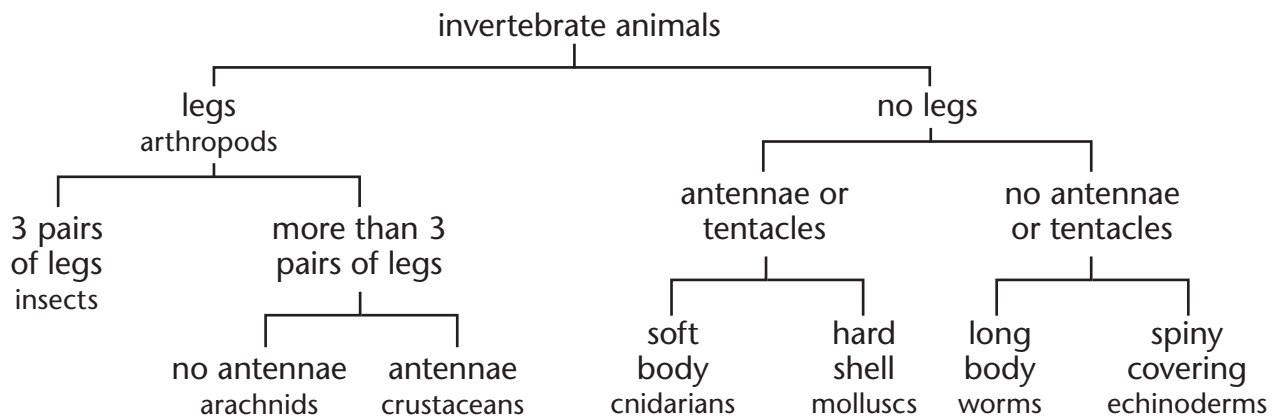 invertebrate animals
legs
arthropods
no legs
3 pairs
of legs
insects
more than 3
pairs of legs
antennae or
tentacles
no antennae
or tentacles
no antennae
arachnids
antennae
crustaceans
soft
body
cnidarians
hard
shell
molluscs
long
body
worms
spiny
covering
echinoderms